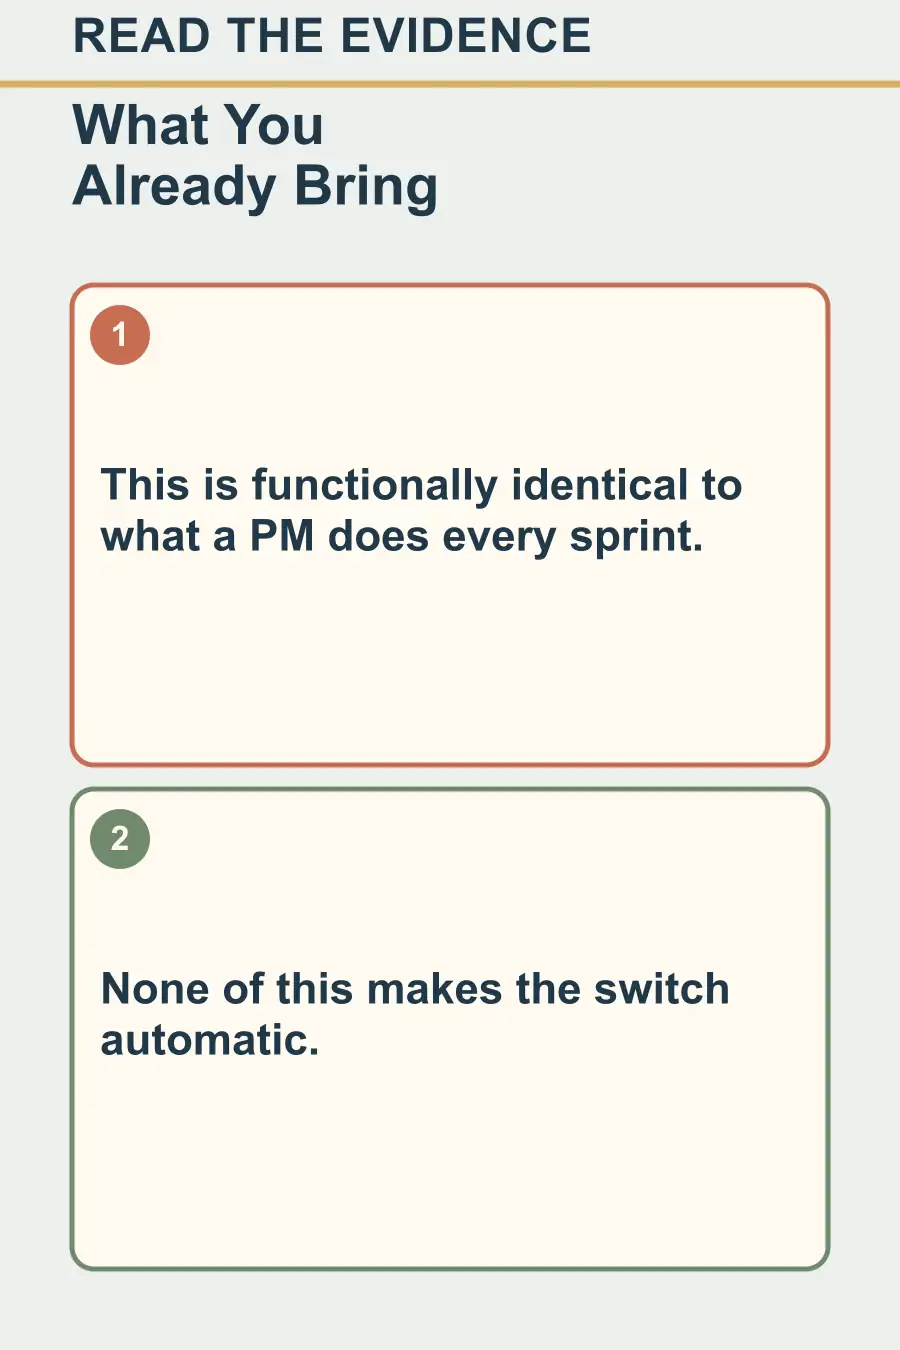 READ THE EVIDENCE
What You
Already Bring
1
This is functionally identical to
what a PM does every sprint.
2
None of this makes the switch
automatic.